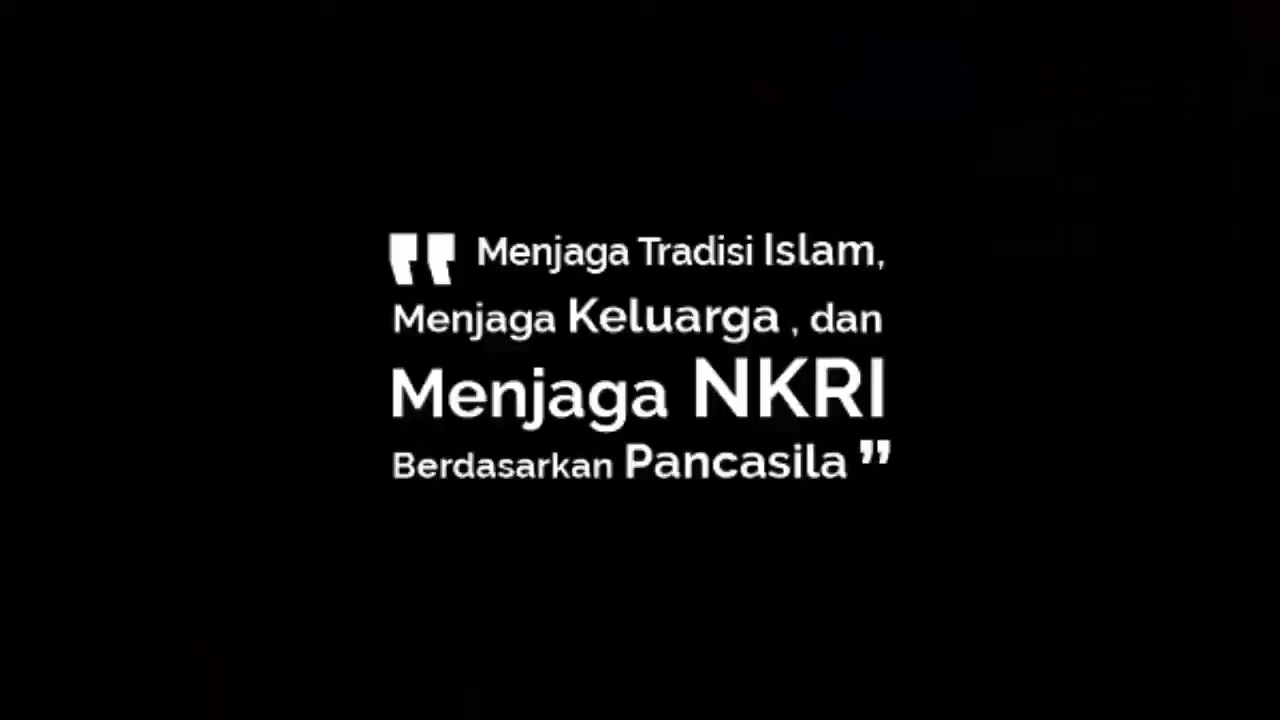 " Menjaga Tradisi Islam,
Menjaga Keluarga , dan
Menjaga NKRI
Berdasarkan Pancasila "